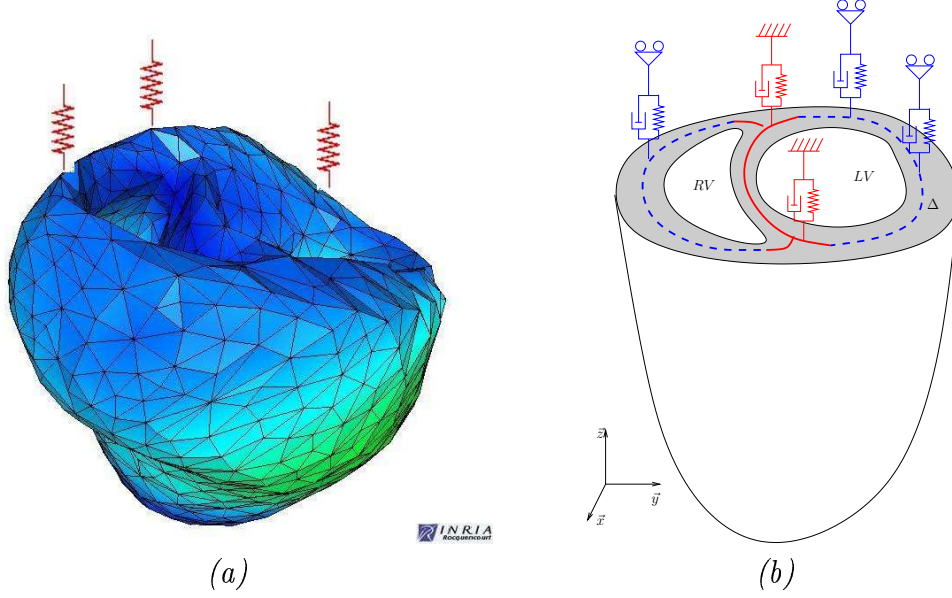 RV
LV
Δ
z⃗
y⃗
x⃗
INRIA
Rocquencourt
(a)
(b)